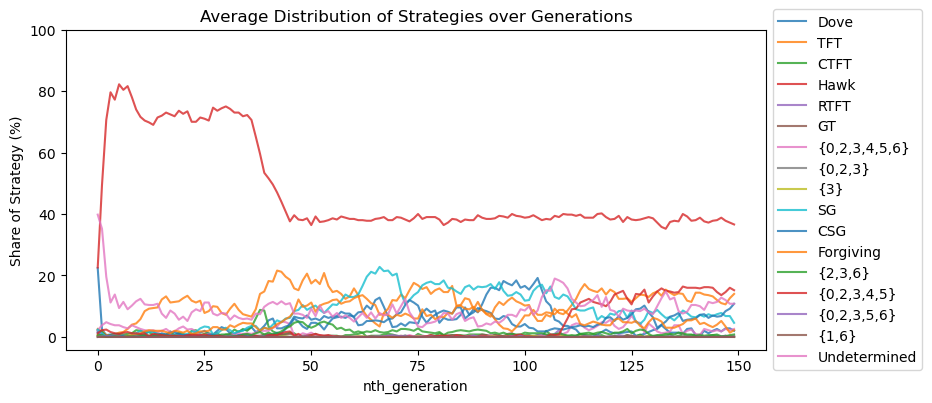 Average Distribution of Strategies over Generations
100
80
60
40
20
0
Share of Strategy (%)
0 25 50 75 100 125 150
nth_generation
Dove
TFT
CTFT
Hawk
RTFT
GT
{0,2,3,4,5,6}
{0,2,3}
{3}
SG
CSG
Forgiving
{2,3,6}
{0,2,3,4,5}
{0,2,3,5,6}
{1,6}
Undetermined